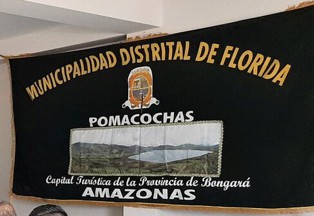 MUNICIPALIDAD DISTRITAL DE FLORIDA
POMACOCHAS
Capital Turística de la Provincia de Bongará
AMAZONAS